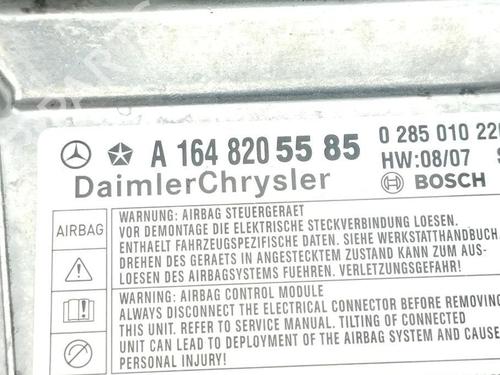 A 164 820 55 85 0 285 010 22
HW:08/07
DaimlerChrysler BOSCH
AIRBAG
WARNUNG: AIRBAG STEUERGERAET
VOR DEMONTAGE DIE ELEKTRISCHE STECKVERBINDUNG LOESEN.
ENTHAELT FAHRZEUGSPEZIFISCHE DATEN. SIEHE WERKSTATTHANDBUCH.
DREHEN DES GERAETS IN ANGESTECKTEM ZUSTAND KANN ZUM AUS-
LOESEN DES AIRBAGSYSTEMS FUEHREN. VERLETZUNGSGEFAHR!
WARNING: AIRBAG CONTROL MODULE
ALWAYS DISCONNECT THE ELECTRICAL CONNECTOR BEFORE REMOVING
THIS UNIT. REFER TO SERVICE MANUAL. TILTING OF CONNECTED
UNIT CAN LEAD TO DEPLOYMENT OF THE AIRBAG SYSTEM AND CAUSE
PERSONAL INJURY!